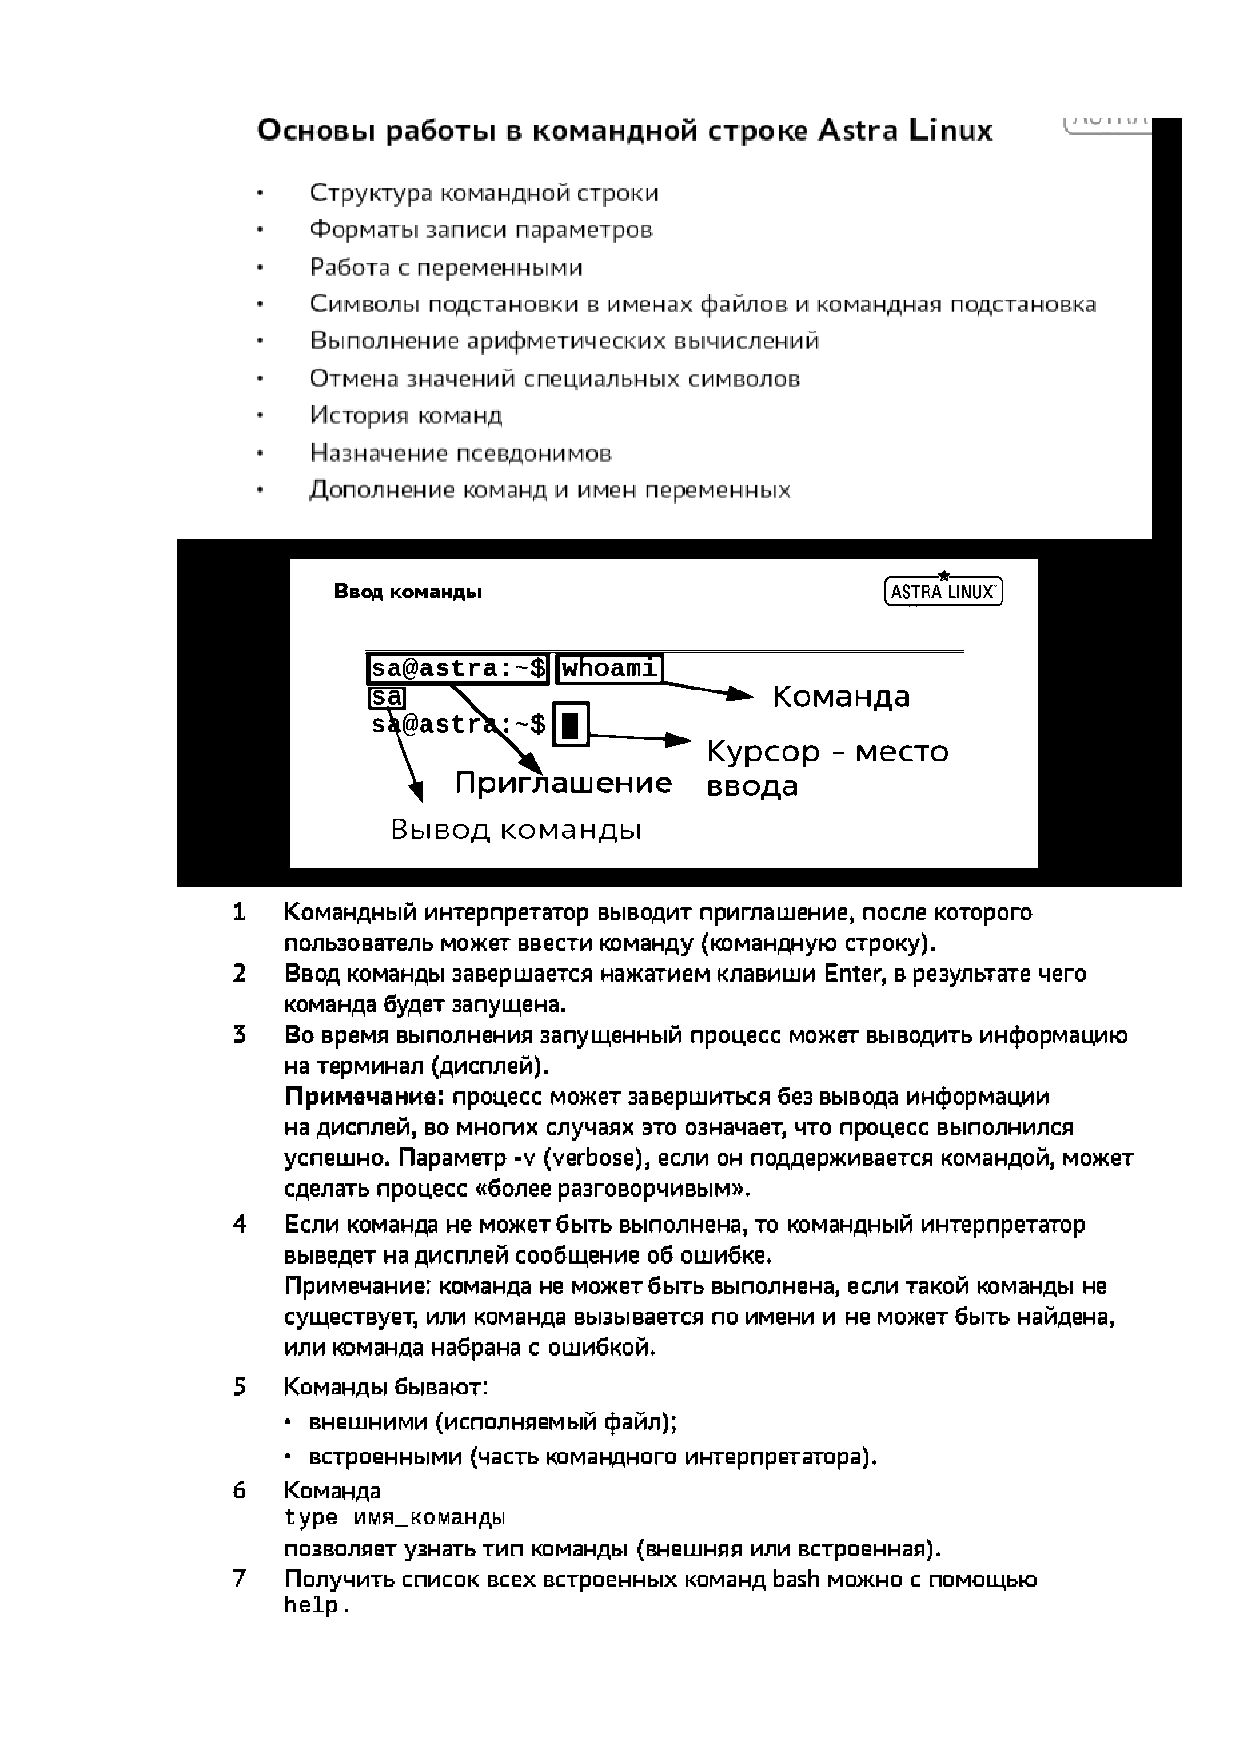 Основы работы в командной строке Astra Linux
ASTRA
• Структура командной строки
• Форматы записи параметров
• Работа с переменными
• Символы подстановки в именах файлов и командная подстановка
• Выполнение арифметических вычислений
• Отмена значений специальных символов
• История команд
• Назначение псевдонимов
• Дополнение команд и имен переменных
Ввод команды
ASTRA LINUX
sa@astra:~$ whoami
sa
sa@astra:~$
Команда
Курсор – место
ввода
Приглашение
Вывод команды
1 Командный интерпретатор выводит приглашение, после которого
пользователь может ввести команду (командную строку).
2 Ввод команды завершается нажатием клавиши Enter, в результате чего
команда будет запущена.
3 Во время выполнения запущенный процесс может выводить информацию
на терминал (дисплей).
Примечание: процесс может завершиться без вывода информации
на дисплей, во многих случаях это означает, что процесс выполнился
успешно. Параметр -v (verbose), если он поддерживается командой, может
сделать процесс «более разговорчивым».
4 Если команда не может быть выполнена, то командный интерпретатор
выведет на дисплей сообщение об ошибке.
Примечание: команда не может быть выполнена, если такой команды не
существует, или команда вызывается по имени и не может быть найдена,
или команда набрана с ошибкой.
5 Команды бывают:
• внешними (исполняемый файл);
• встроенными (часть командного интерпретатора).
6 Команда
type имя_команды
позволяет узнать тип команды (внешняя или встроенная).
7 Получить список всех встроенных команд bash можно с помощью
help.